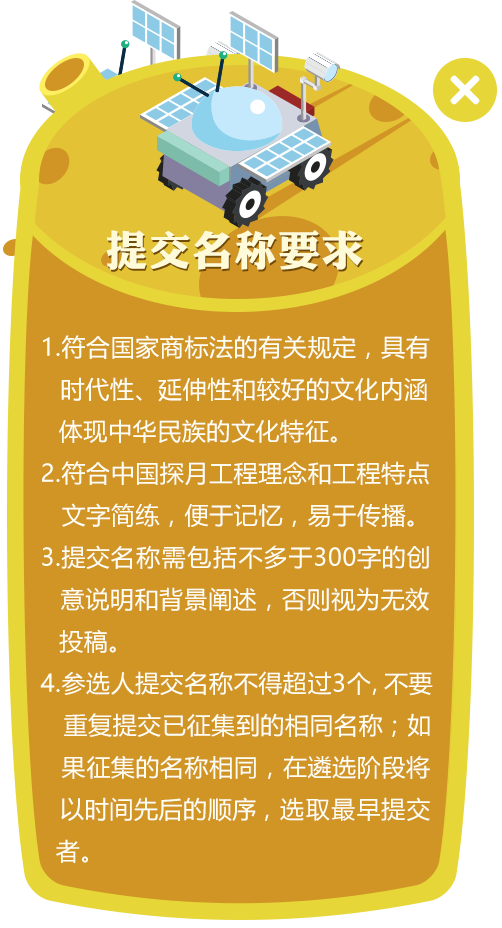 提交名称要求
1.符合国家商标法的有关规定，具有
时代性、延伸性和较好的文化内涵
体现中华民族的文化特征。
2.符合中国探月工程理念和工程特点
文字简练，便于记忆，易于传播。
3.提交名称需包括不多于300字的创
意说明和背景阐述，否则视为无效
投稿。
4.参选人提交名称不得超过3个, 不要
重复提交已征集到的相同名称；如
果征集的名称相同，在遴选阶段将
以时间先后的顺序，选取最早提交
者。